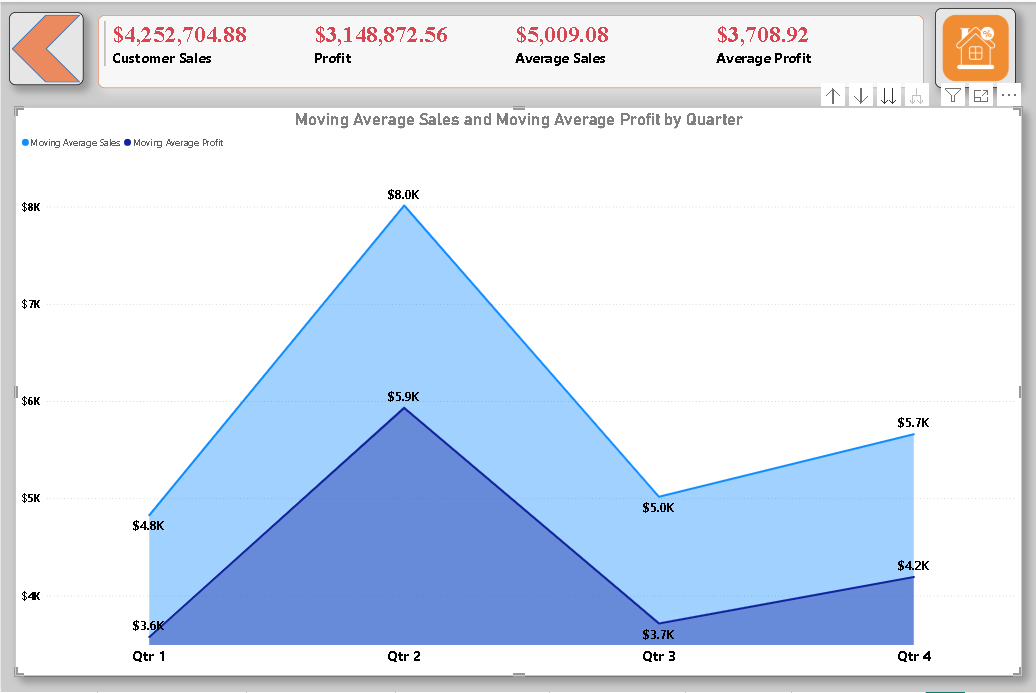 $4,252,704.88 $3,148,872.56 $5,009.08 $3,708.92
Customer Sales Profit Average Sales Average Profit
%
Moving Average Sales and Moving Average Profit by Quarter
Moving Average Sales Moving Average Profit
$8.0K
$8K
$7K
$5.9K
$6K
$5.7K
$5K
$5.0K
$4.8K
$4.2K
$4K
$3.6K
$3.7K
Qtr 1 Qtr 2 Qtr 3 Qtr 4